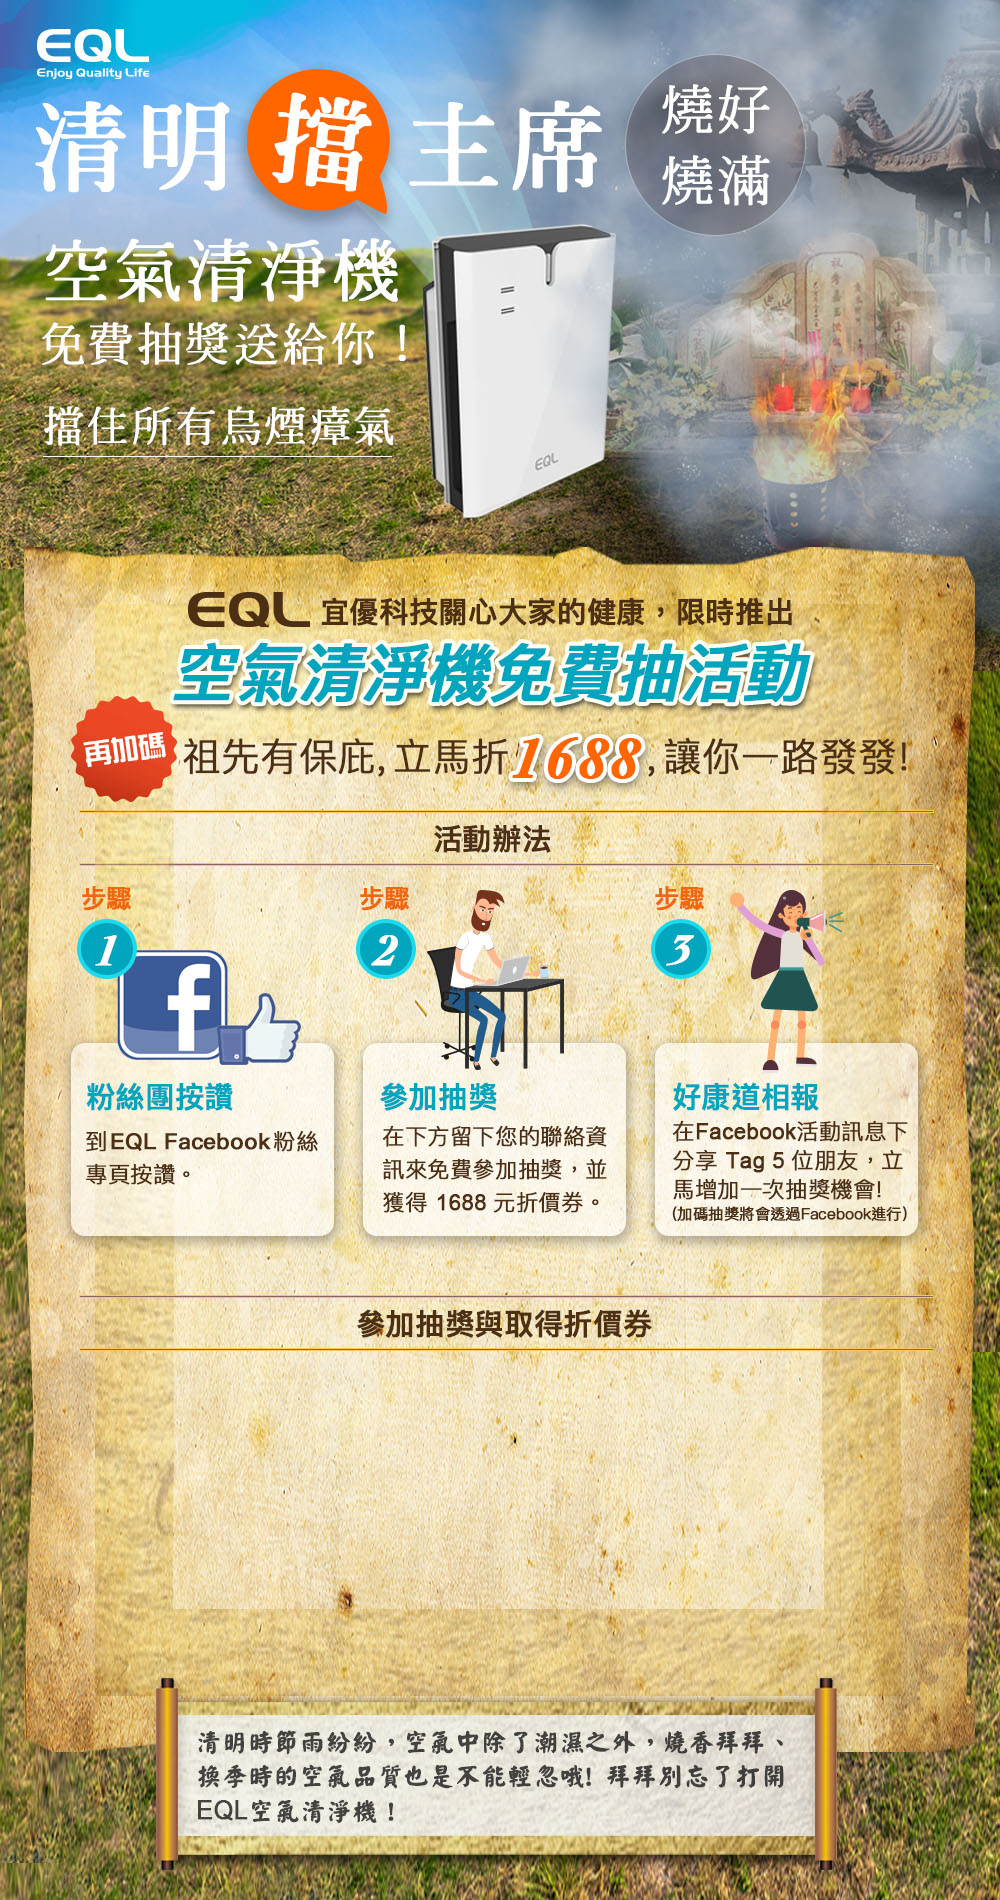 EQL
Enjoy Quality Life
清明擋主席
燒好
燒滿
空氣清淨機
免費抽獎送給你！
擋住所有烏煙瘴氣
EQL
EQL 宜優科技關心大家的健康，限時推出
空氣清淨機免費抽活動
再加碼
祖先有保庇, 立馬折1688, 讓你一路發發!
活動辦法
步驟
1
粉絲團按讚
到EQL Facebook粉絲
專頁按讚。
步驟
2
參加抽獎
在下方留下您的聯絡資
訊來免費參加抽獎，並
獲得 1688 元折價券。
步驟
3
好康道相報
在Facebook活動訊息下
分享 Tag 5 位朋友，立
馬增加一次抽獎機會!
(加碼抽獎將會透過Facebook進行)
參加抽獎與取得折價券
清明時節雨紛紛，空氣中除了潮濕之外，燒香拜拜、
換季時的空氣品質也是不能輕忽哦! 拜拜別忘了打開
EQL空氣清淨機！